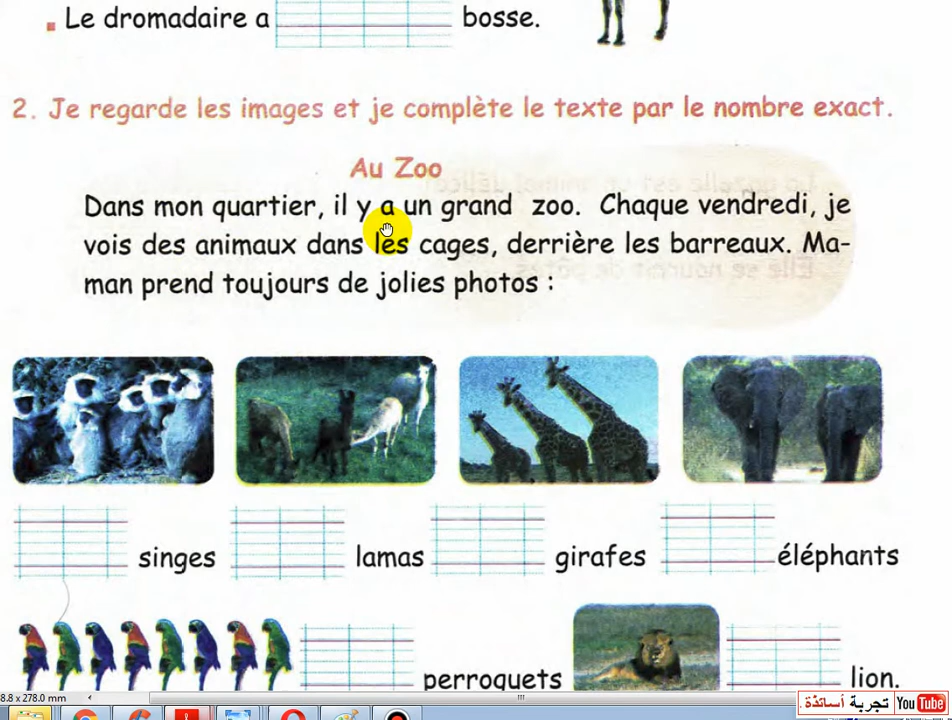 Le dromadaire a bosse.
2. Je regarde les images et je complète le texte par le nombre exact.
Au Zoo
Dans mon quartier, il y a un grand zoo. Chaque vendredi, je
vois des animaux dans les cages, derrière les barreaux. Ma-
man prend toujours de jolies photos :
singes lamas girafes éléphants
perroquets lion.
8.8 x 278.0 mm
تجربة أساتذة. YouTube